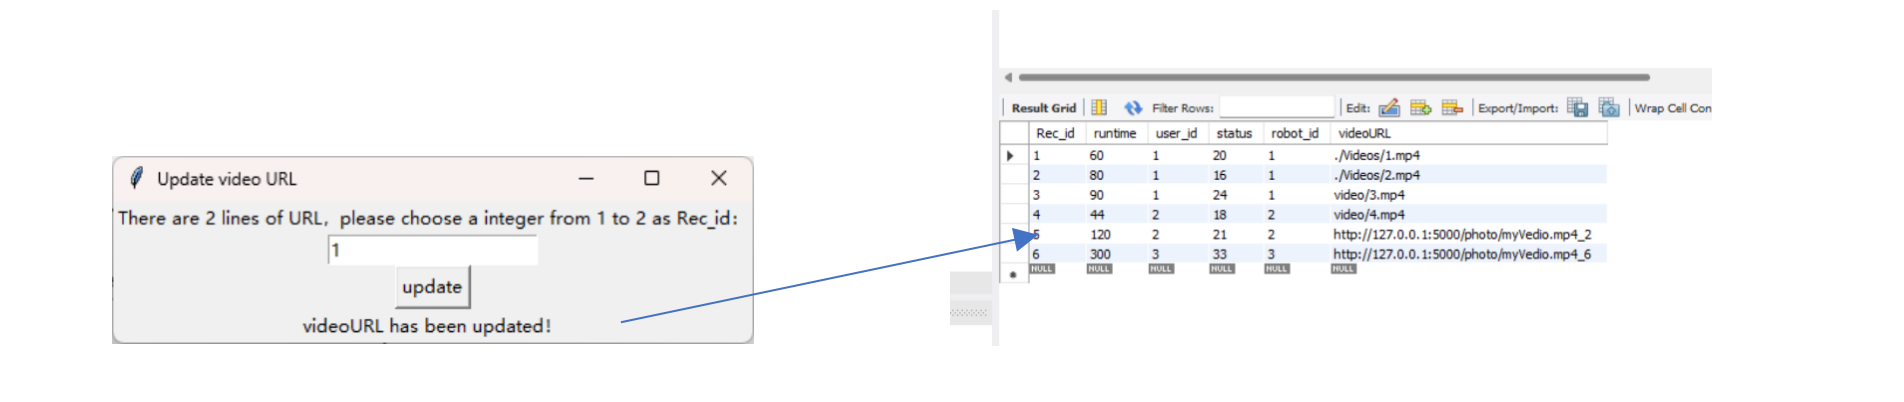 Update video URL
There are 2 lines of URL, please choose a integer from 1 to 2 as Rec_id:
1
update
videoURL has been updated!
Result Grid Filter Rows: Edit: Export/Import: Wrap Cell Con
Rec_id runtime user_id status robot_id videoURL
1 60 1 20 1 ./Videos/1.mp4
2 80 1 16 1 ./Videos/2.mp4
3 90 1 24 1 video/3.mp4
4 44 2 18 2 video/4.mp4
5 120 2 21 2 http://127.0.0.1:5000/photo/myVedio.mp4_2
6 300 3 33 3 http://127.0.0.1:5000/photo/myVedio.mp4_6
NULL NULL NULL NULL NULL NULL